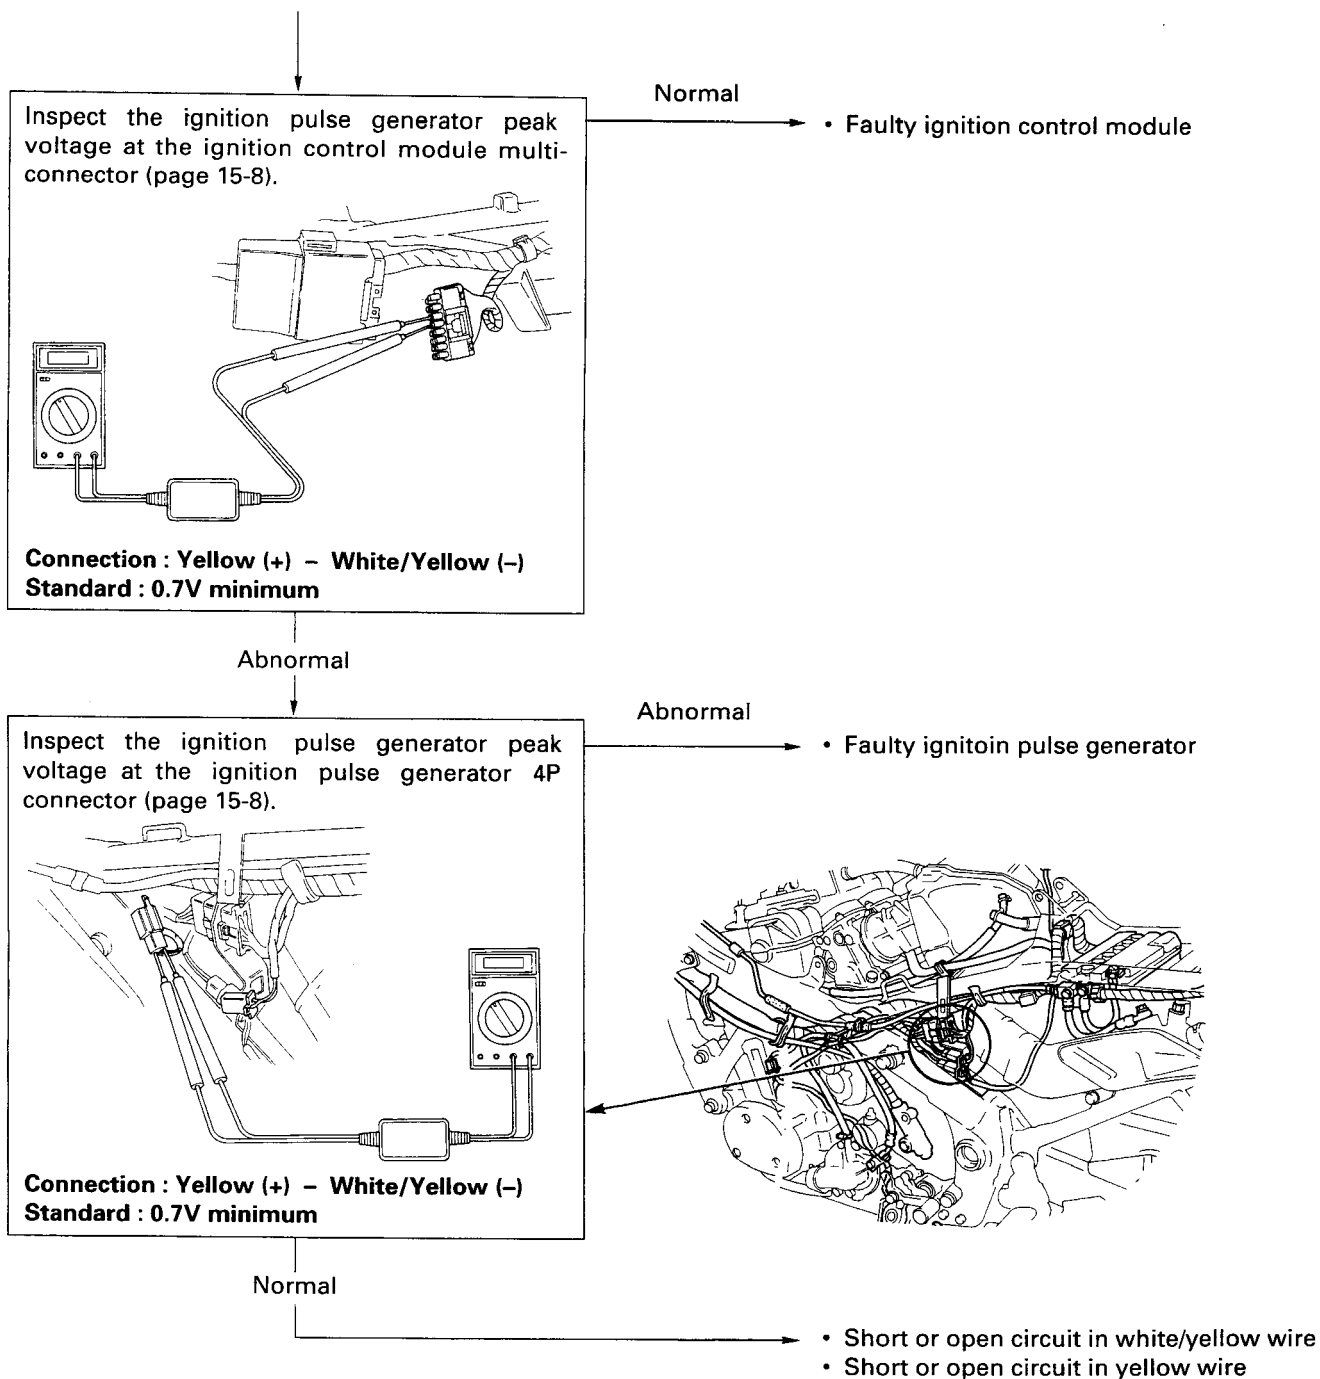 Normal
Inspect the ignition pulse generator peak
voltage at the ignition control module multi-
connector (page 15-8).
• Faulty ignition control module
Connection : Yellow (+) – White/Yellow (–)
Standard : 0.7V minimum
Abnormal
Abnormal
Inspect the ignition pulse generator peak
voltage at the ignition pulse generator 4P
connector (page 15-8).
• Faulty ignitoin pulse generator
Connection : Yellow (+) – White/Yellow (–)
Standard : 0.7V minimum
Normal
• Short or open circuit in white/yellow wire
• Short or open circuit in yellow wire